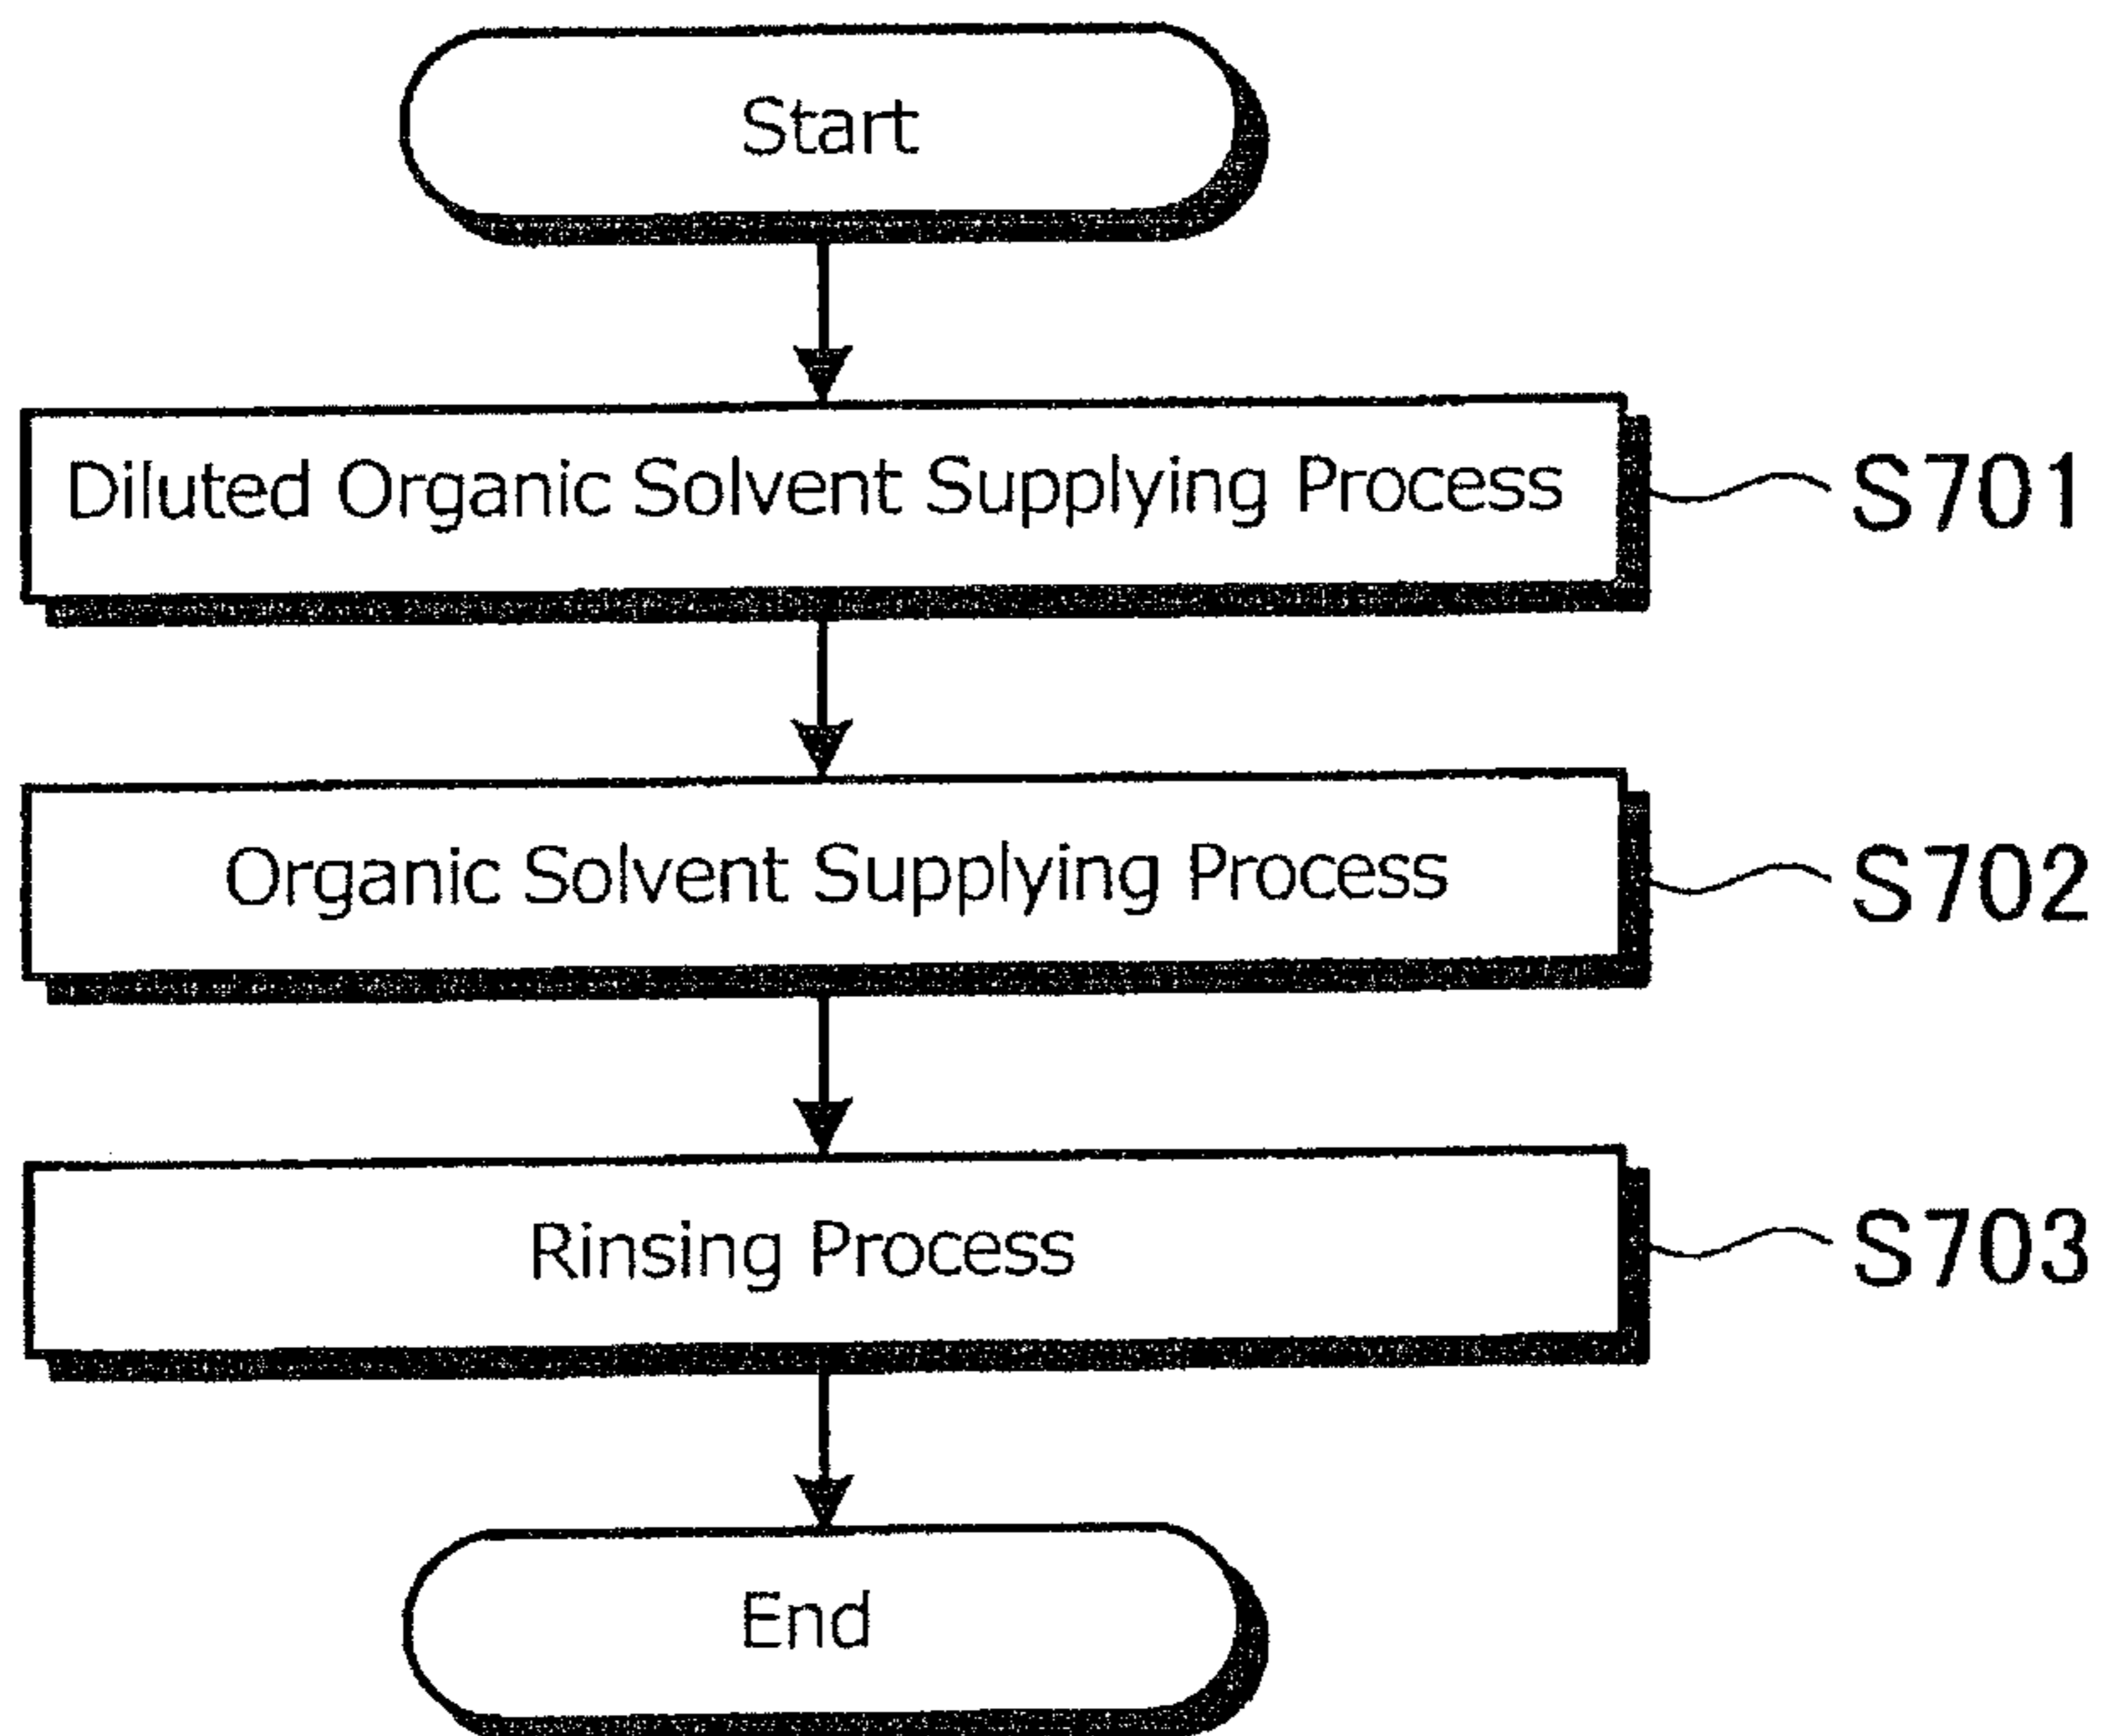 Start
Diluted Organic Solvent Supplying Process
S701
Organic Solvent Supplying Process
S702
Rinsing Process
S703
End